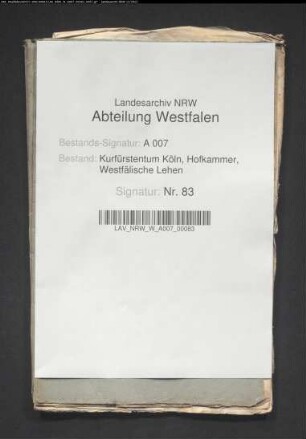 Landesarchiv NRW
Abteilung Westfalen
Bestands-Signatur: A 007
Bestand: Kurfürstentum Köln, Hofkammer,
Westfälische Lehen
Signatur: Nr. 83
LAV_NRW_W_A007_00083